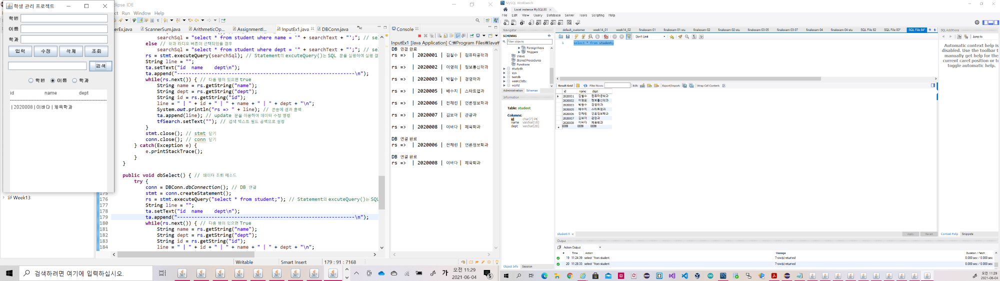 학생 관리 프로젝트
학번
이름
학과
입력 수정 삭제 조회
검색
학번 이름 학과
id name dept
| 2020008 | 이바다 | 체육학과
Week13
clipse IDE
ct Run Window Help
erEx.java ScannerSum.java ArithmeticOp... AssignmentI... InputEx1.java DBConn.java
searchSql = "select * from student where name = '" + searchText + "';"; // sel
else // 학과 라디오 버튼이 선택되었을 경우
searchSql = "select * from student where dept = '" + searchText + "';"; // sel
rs = stmt.executeQuery(searchSql); // Statement의 excuteQuery()는 SQL 문을 실행하여 실행 결
String line = "";
ta.setText("id name dept\n");
ta.append("---------------------------------------------------------------\n");
while(rs.next()) { // 다음 행이 있으면 true
String name = rs.getString("name");
String dept = rs.getString("dept");
String id = rs.getString("id");
line = " | " + id + " | " + name + " | " + dept + "\n";
System.out.println("rs => " + line); // 콘솔에 결과 출력
ta.append(line); // update 문을 이용하여 데이터 수정 명령
tfSearch.setText(""); // 검색 텍스트 필드 공백으로 설정
}
stmt.close(); // stmt 닫기
conn.close(); // conn 닫기
} catch(Exception e) {
e.printStackTrace();
}
}
public void dbSelect() { // 데이터 조회 메소드
try {
conn = DBConn.dbConnection(); // DB 연결
175 stmt = conn.createStatement();
176 rs = stmt.executeQuery("select * from student;"); // Statement의 excuteQuery()는 SQL
177 String line = "";
178 ta.setText("id name dept\n");
179 ta.append("---------------------------------------------------------------\n");
180 while(rs.next()) { // 다음 행이 있으면 True
181 String name = rs.getString("name");
182 String dept = rs.getString("dept");
183 String id = rs.getString("id");
184 line = " | " + id + " | " + name + " | " + dept + "\n";
Console
InputEx1 [Java Application] C:₩Program Files₩Java₩
DB 연결 완료
rs => | 2020001 | 김철수 | 컴퓨터공학과
rs => | 2020002 | 이영희 | 정보통신학과
rs => | 2020003 | 박철수 | 경영학과
rs => | 2020005 | 배수지 | 스타트업과
rs => | 2020006 | 전채린 | 언론정보학과
rs => | 2020007 | 김보아 | 관광과
rs => | 2020008 | 이바다 | 체육학과
DB 연결 완료
rs => | 2020006 | 전채린 | 언론정보학과
DB 연결 완료
rs => | 2020008 | 이바다 | 체육학과
Writable Smart Insert 179 : 91 : 7168
검색하려면 여기에 입력하십시오.
가 오전 11:29
2021-06-04
5
MySQL Workbench
Local instance MySQL80
File Edit View Query Database Server Tools Scripting Help
Navigator
SCHEMAS
Filter objects
Foreign Keys
Triggers
Views
Stored Procedures
Functions
studydb
sys
testdb
week13db;
world
Administration Schemas
Information
Table: student
Columns:
id char(7) PK
name varchar(10)
dept varchar(20)
Object Info Session
default_customer week14_01 week14_02 finalexam-01 finalexam-01-stu finalexam-02 finalexam-02-stu finalexam-03-05 finalexam-04 finalexam-04-stu SQL File 82 SQL File 83* SQL File 84*
Don't Limit
1 select * from student;
Result Grid Filter Rows: Edit: Export/Import: Wrap Cell Content:
id name dept
2020001 김철수 컴퓨터공학과
2020002 이영희 정보통신학과
2020003 박철수 경영학과
2020005 배수지 스타트업과
2020006 전채린 언론정보학과
2020007 김보아 관광과
2020008 이바다 체육학과
NULL NULL NULL
student 9
Apply Revert
Output
Action Output
# Time Action Message Duration / Fetch
19 11:24:39 select * from student 7 row(s) returned 0.000 sec / 0.000 sec
20 11:28:33 select * from student 7 row(s) returned 0.000 sec / 0.000 sec
SQL Additions
Jump to
Automatic context help is
disabled. Use the toolbar t
manually get help for the
current caret position or to
toggle automatic help.
Context Help Snippets
오전 11:29
2021-06-04